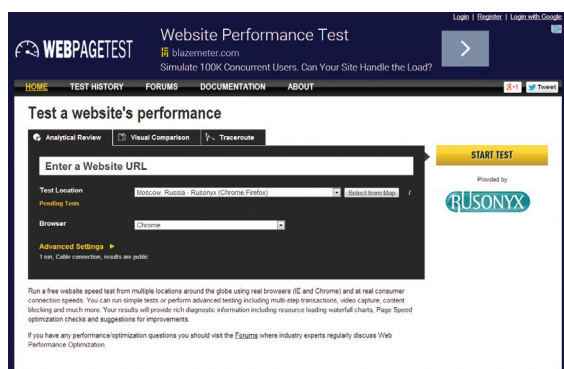 Login | Register | Login with Google
WEBPAGETEST
Website Performance Test
blazemeter.com
Simulate 100K Concurrent Users. Can Your Site Handle the Load?
HOME TEST HISTORY FORUMS DOCUMENTATION ABOUT
+1 Tweet
Test a website's performance
Analytical Review Visual Comparison Traceroute
Enter a Website URL
START TEST
Test Location Moscow, Russia - Rusonyx (Chrome,Firefox) Select from Map
Pending Tests
Provided by
RUSONYX
Browser Chrome
Advanced Settings
1 run, Cable connection, results are public
Run a free website speed test from multiple locations around the globe using real browsers (IE and Chrome) and at real consumer
connection speeds. You can run simple tests or perform advanced testing including multi-step transactions, video capture, content
blocking and much more. Your results will provide rich diagnostic information including resource loading waterfall charts, Page Speed
optimization checks and suggestions for improvements.
If you have any performance/optimization questions you should visit the Forums where industry experts regularly discuss Web
Performance Optimization.